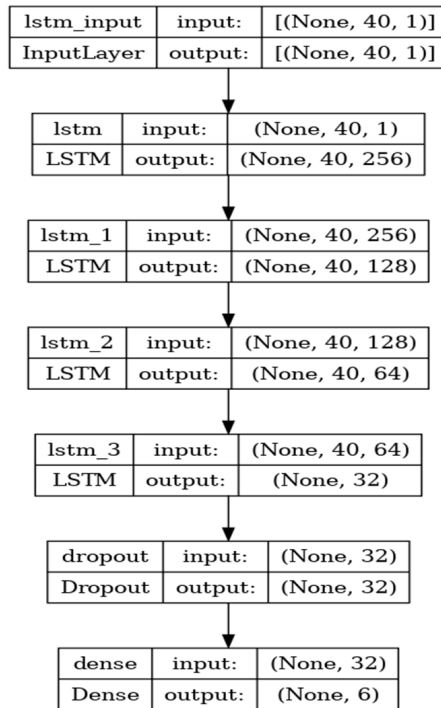 lstm_input input: [(None, 40, 1)]
InputLayer output: [(None, 40, 1)]
lstm input: (None, 40, 1)
LSTM output: (None, 40, 256)
lstm_1 input: (None, 40, 256)
LSTM output: (None, 40, 128)
lstm_2 input: (None, 40, 128)
LSTM output: (None, 40, 64)
lstm_3 input: (None, 40, 64)
LSTM output: (None, 32)
dropout input: (None, 32)
Dropout output: (None, 32)
dense input: (None, 32)
Dense output: (None, 6)